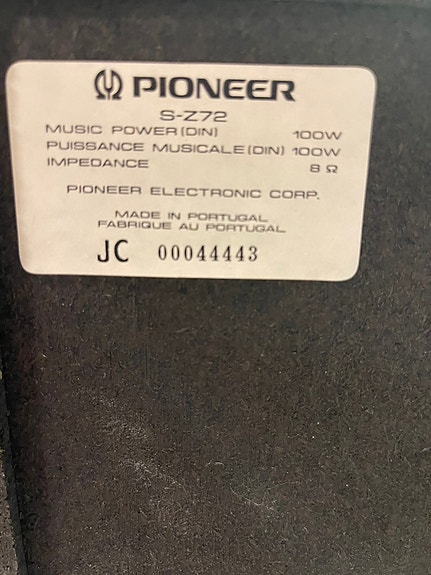 PIONEER
S-Z72
MUSIC POWER (DIN) 100W
PUISSANCE MUSICALE (DIN) 100W
IMPEDANCE 8 Ω
PIONEER ELECTRONIC CORP.
MADE IN PORTUGAL
FABRIQUE AU PORTUGAL
JC 00044443